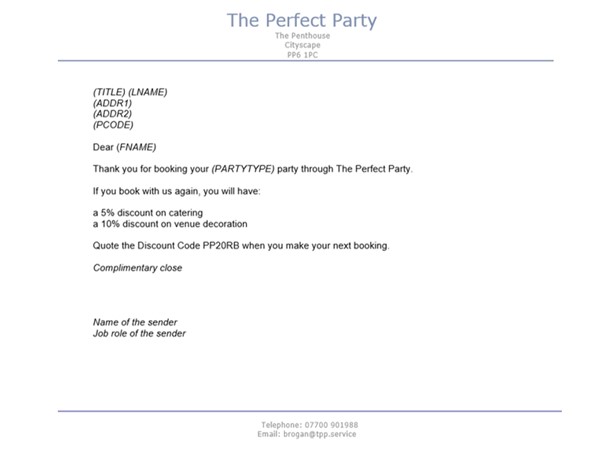 The Perfect Party
The Penthouse
Cityscape
PP6 1PC
(TITLE) (LNAME)
(ADDR1)
(ADDR2)
(PCODE)
Dear (FNAME)
Thank you for booking your (PARTYTYPE) party through The Perfect Party.
If you book with us again, you will have:
a 5% discount on catering
a 10% discount on venue decoration
Quote the Discount Code PP20RB when you make your next booking.
Complimentary close
Name of the sender
Job role of the sender
Telephone: 07700 901988
Email: brogan@tpp.service